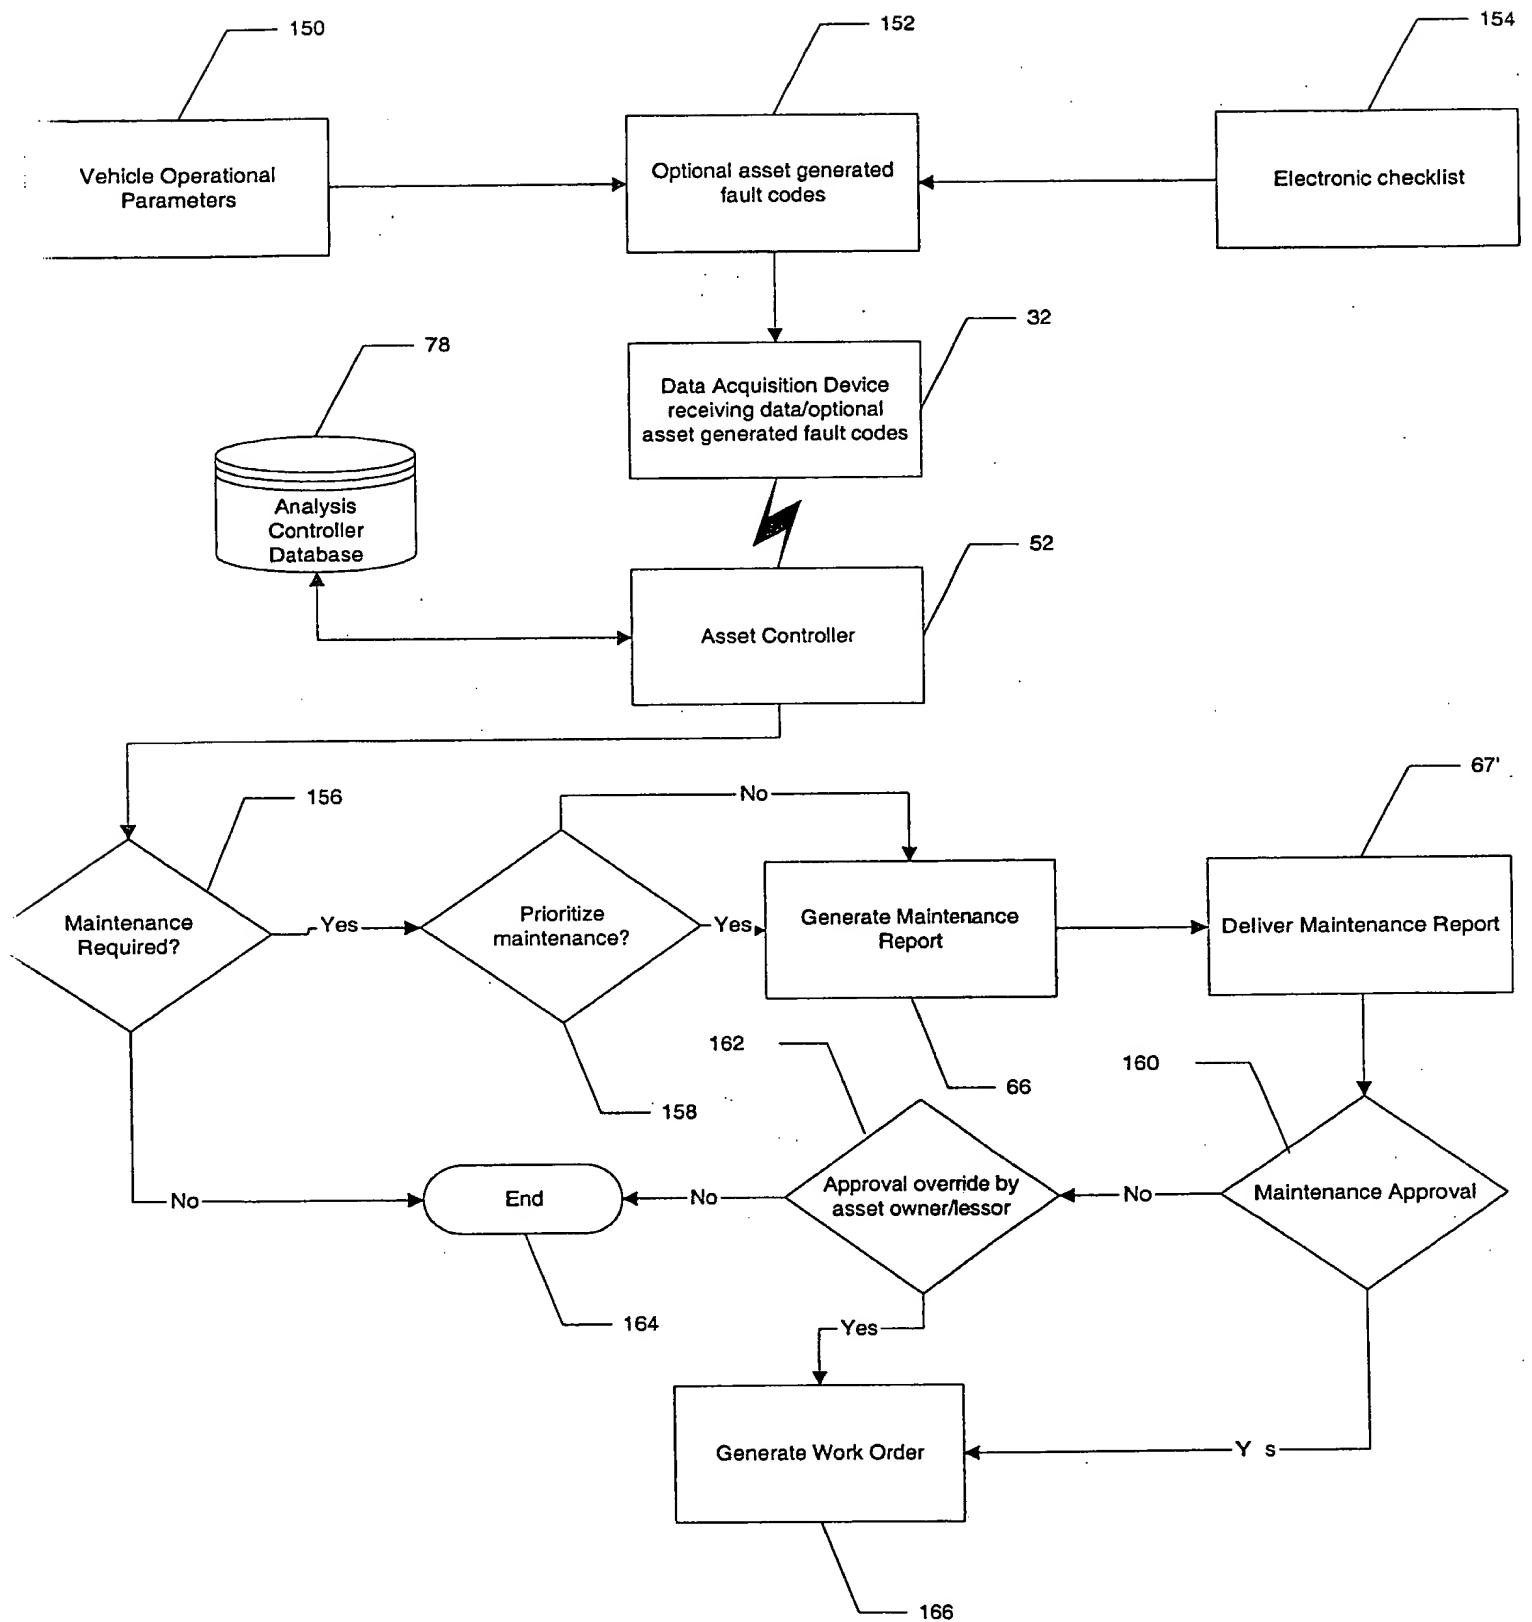 150
152
154
Vehicle Operational
Parameters
Optional asset generated
fault codes
Electronic checklist
32
78
Data Acquisition Device
receiving data/optional
asset generated fault codes
Analysis
Controller
Database
52
Asset Controller
67'
156
No
Maintenance
Required?
Yes
Prioritize
maintenance?
Yes
Generate Maintenance
Report
Deliver Maintenance Report
162
160
66
158
No
End
No
Approval override by
asset owner/lessor
No
Maintenance Approval
164
Yes
Generate Work Order
Y s
166